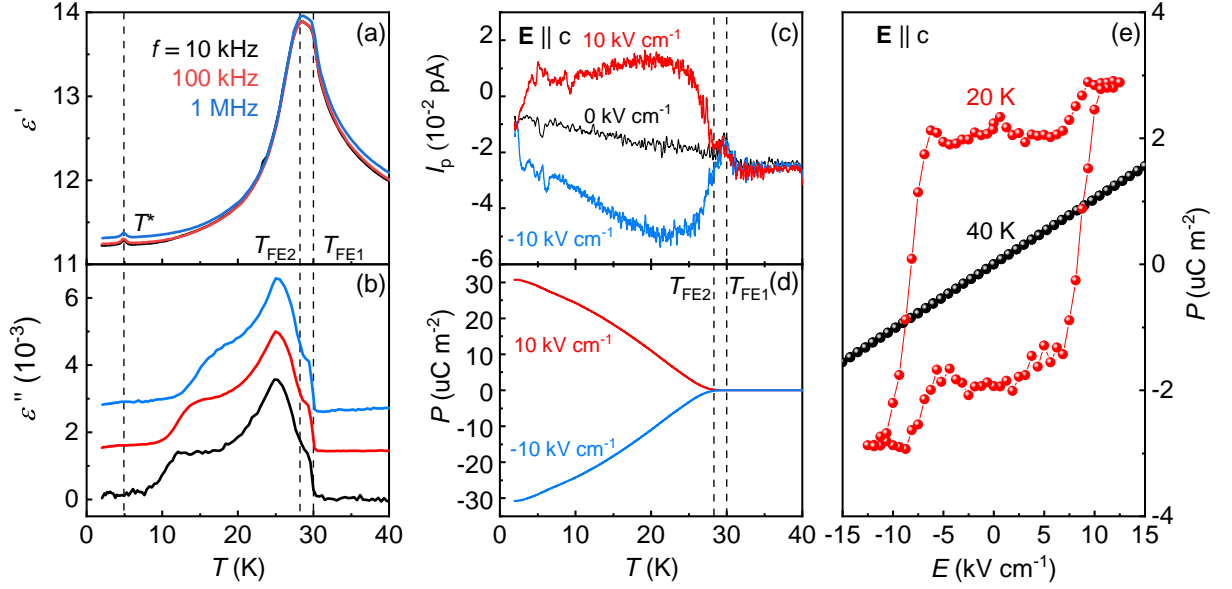 (a)
f = 10 kHz
100 kHz
1 MHz
T*
T_FE2
T_FE1
ε'
14
13
12
11
(b)
ε'' (10⁻³)
6
4
2
0
0
10
20
30
40
T (K)
(c)
E || c
10 kV cm⁻¹
0 kV cm⁻¹
-10 kV cm⁻¹
I_p (10⁻² pA)
2
0
-2
-4
-6
(d)
T_FE2
T_FE1
10 kV cm⁻¹
-10 kV cm⁻¹
P (uC m⁻²)
30
20
10
0
-10
-20
-30
0
10
20
30
40
T (K)
(e)
E || c
20 K
40 K
4
2
0
-2
-4
P (uC m⁻²)
-15
-10
-5
0
5
10
15
E (kV cm⁻¹)